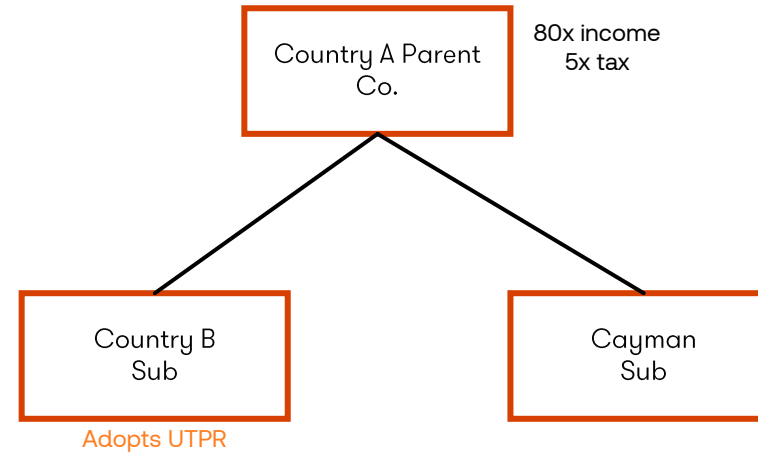 Country A Parent
Co.
80x income
5x tax
Country B
Sub
Adopts UTPR
Cayman
Sub